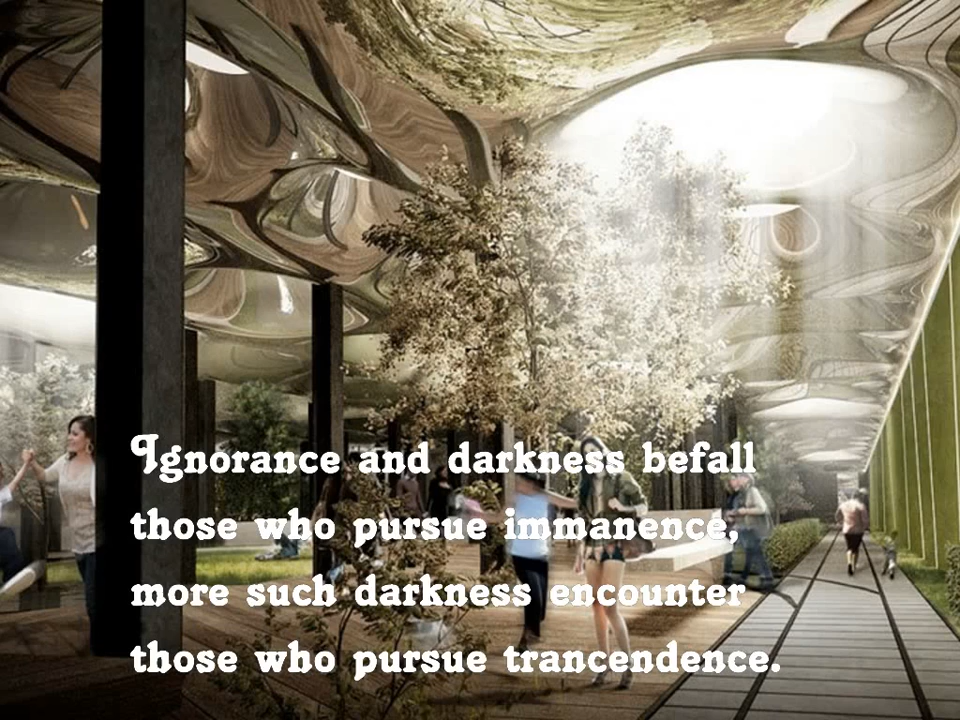 Ignorance and darkness befall
those who pursue immanence,
more such darkness encounter
those who pursue trancendence.